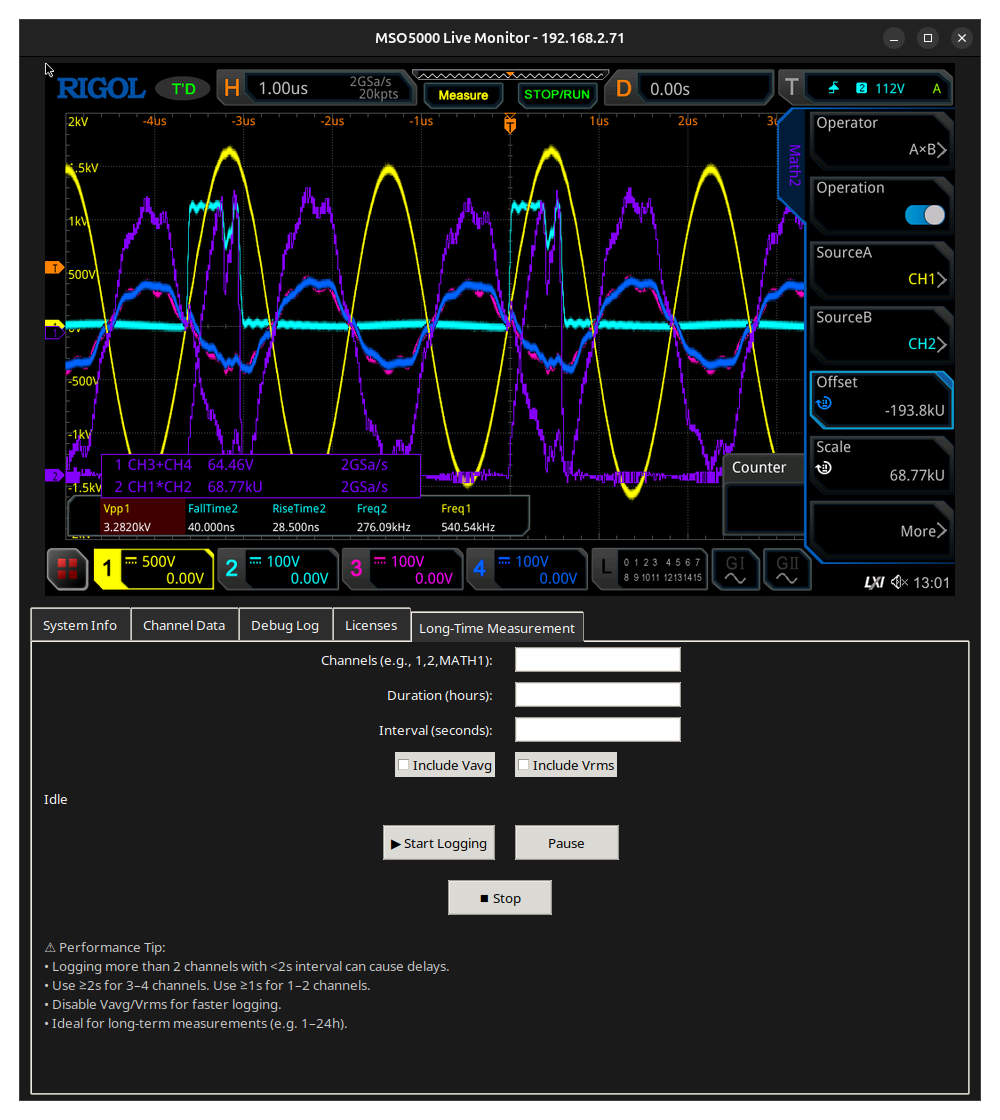 MSO5000 Live Monitor - 192.168.2.71
RIGOL T'D H 1.00us 2GSa/s 20kpts Measure STOP/RUN D 0.00s T 2 112V A
2kV -4us -3us -2us -1us T 1us 2us
1kV
T 500V
-500V
-1kV
-1.5kV
1 CH3+CH4 64.46V 2GSa/s
2 CH1*CH2 68.77kU 2GSa/s
Vpp1 FallTime2 RiseTime2 Freq2 Freq1
3.2820kV 40.000ns 28.500ns 276.09kHz 540.54kHz
Math2
Operator
A×B
Operation
SourceA
CH1
SourceB
CH2
Offset
-193.8kU
Scale
68.77kU
More
Counter
1 500V 0.00V 2 100V 0.00V 3 100V 0.00V 4 100V 0.00V L 0 1 2 3 4 5 6 7 8 9 10 11 12 13 14 15 GI GII LXI 13:01
System Info Channel Data Debug Log Licenses Long-Time Measurement
Channels (e.g., 1,2,MATH1):
Duration (hours):
Interval (seconds):
Include Vavg Include Vrms
Idle
▶ Start Logging Pause
■ Stop
⚠ Performance Tip:
• Logging more than 2 channels with <2s interval can cause delays.
• Use ≥2s for 3–4 channels. Use ≥1s for 1–2 channels.
• Disable Vavg/Vrms for faster logging.
• Ideal for long-term measurements (e.g. 1–24h).